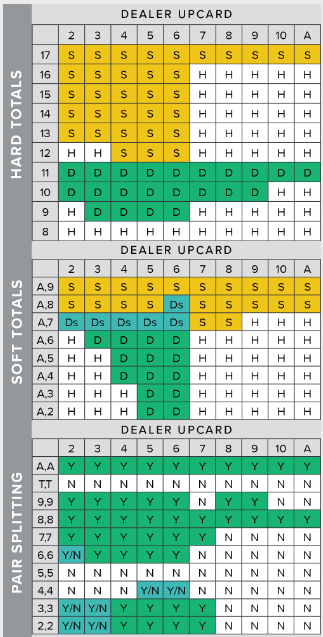 DEALER UPCARD
2 3 4 5 6 7 8 9 10 A
HARD TOTALS
17 S S S S S S S S S S
16 S S S S S H H H H H
15 S S S S S H H H H H
14 S S S S S H H H H H
13 S S S S S H H H H H
12 H H S S S H H H H H
11 D D D D D D D D D D
10 D D D D D D D D H H
9 H D D D D H H H H H
8 H H H H H H H H H H
DEALER UPCARD
2 3 4 5 6 7 8 9 10 A
SOFT TOTALS
A,9 S S S S S S S S S S
A,8 S S S S Ds S S S S S
A,7 Ds Ds Ds Ds Ds S S H H H
A,6 H D D D D H H H H H
A,5 H H D D D H H H H H
A,4 H H D D D H H H H H
A,3 H H H D D H H H H H
A,2 H H H D D H H H H H
DEALER UPCARD
2 3 4 5 6 7 8 9 10 A
PAIR SPLITTING
A,A Y Y Y Y Y Y Y Y Y Y
T,T N N N N N N N N N N
9,9 Y Y Y Y Y N Y Y N N
8,8 Y Y Y Y Y Y Y Y Y Y
7,7 Y Y Y Y Y Y N N N N
6,6 Y/N Y Y Y Y N N N N N
5,5 N N N N N N N N N N
4,4 N N N Y/N Y/N N N N N N
3,3 Y/N Y/N Y Y Y Y N N N N
2,2 Y/N Y/N Y Y Y Y N N N N